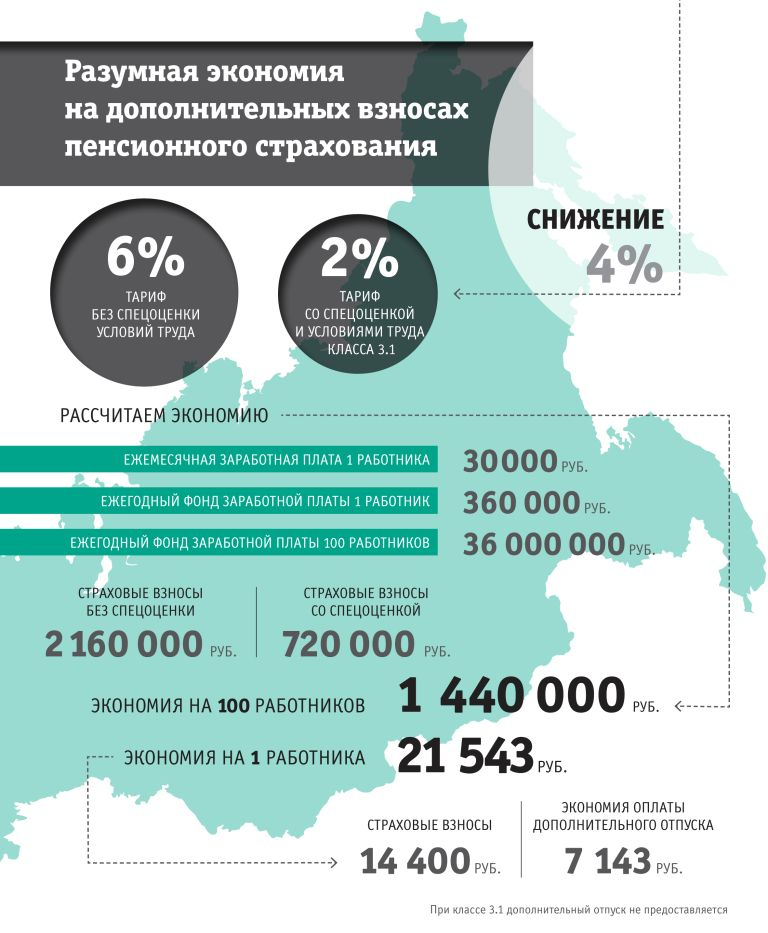 Разумная экономия
на дополнительных взносах
пенсионного страхования
6%
ТАРИФ
БЕЗ СПЕЦОЦЕНКИ
УСЛОВИЙ ТРУДА
2%
ТАРИФ
СО СПЕЦОЦЕНКОЙ
И УСЛОВИЯМИ ТРУДА
КЛАССА 3.1
СНИЖЕНИЕ
4%
РАССЧИТАЕМ ЭКОНОМИЮ
ЕЖЕМЕСЯЧНАЯ ЗАРАБОТНАЯ ПЛАТА 1 РАБОТНИКА 30000 РУБ.
ЕЖЕГОДНЫЙ ФОНД ЗАРАБОТНОЙ ПЛАТЫ 1 РАБОТНИК 360 000 РУБ.
ЕЖЕГОДНЫЙ ФОНД ЗАРАБОТНОЙ ПЛАТЫ 100 РАБОТНИКОВ 36 000 000 РУБ.
СТРАХОВЫЕ ВЗНОСЫ
БЕЗ СПЕЦОЦЕНКИ
2 160 000 РУБ.
СТРАХОВЫЕ ВЗНОСЫ
СО СПЕЦОЦЕНКОЙ
720 000 РУБ.
ЭКОНОМИЯ НА 100 РАБОТНИКОВ 1 440 000 РУБ.
ЭКОНОМИЯ НА 1 РАБОТНИКА 21 543 РУБ.
СТРАХОВЫЕ ВЗНОСЫ
14 400 РУБ.
ЭКОНОМИЯ ОПЛАТЫ
ДОПОЛНИТЕЛЬНОГО ОТПУСКА
7 143 РУБ.
При классе 3.1 дополнительный отпуск не предоставляется